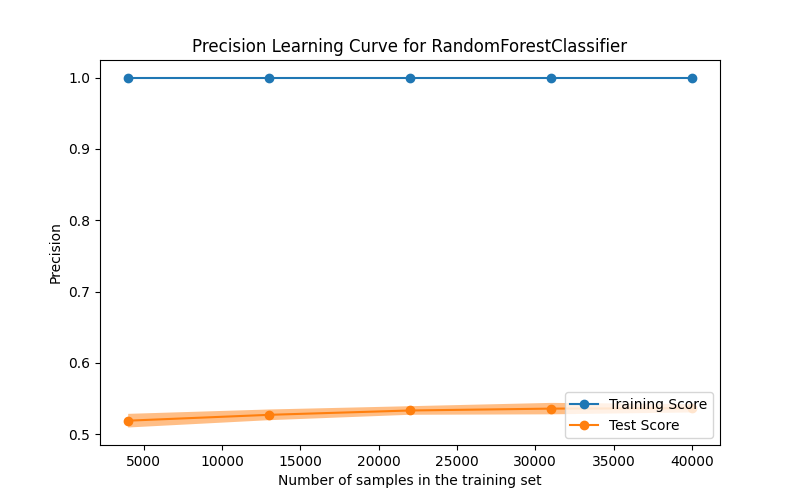 Precision Learning Curve for RandomForestClassifier
1.0
0.9
0.8
0.7
0.6
0.5
Precision
Training Score
Test Score
5000 10000 15000 20000 25000 30000 35000 40000
Number of samples in the training set